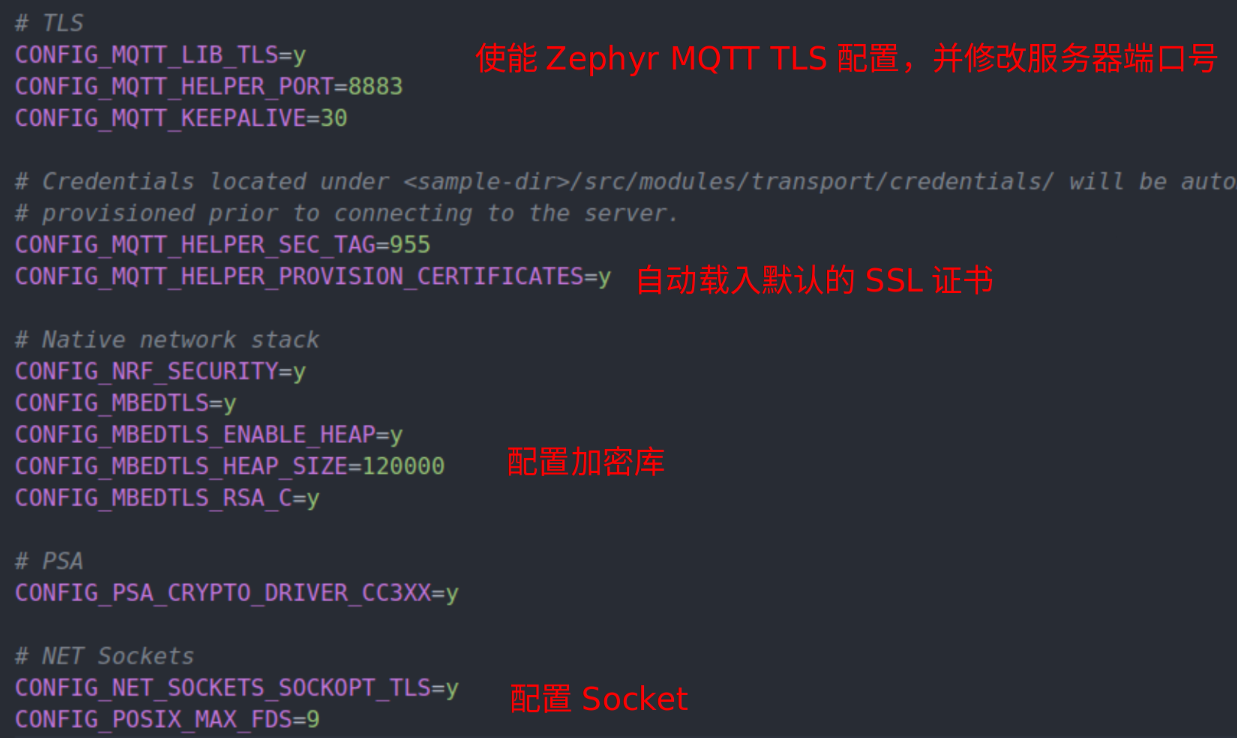 # TLS
CONFIG_MQTT_LIB_TLS=y
使能 Zephyr MQTT TLS 配置，并修改服务器端口号
CONFIG_MQTT_HELPER_PORT=8883
CONFIG_MQTT_KEEPALIVE=30
# Credentials located under <sample-dir>/src/modules/transport/credentials/ will be auto
# provisioned prior to connecting to the server.
CONFIG_MQTT_HELPER_SEC_TAG=955
CONFIG_MQTT_HELPER_PROVISION_CERTIFICATES=y
自动载入默认的 SSL 证书
# Native network stack
CONFIG_NRF_SECURITY=y
CONFIG_MBEDTLS=y
CONFIG_MBEDTLS_ENABLE_HEAP=y
CONFIG_MBEDTLS_HEAP_SIZE=120000
配置加密库
CONFIG_MBEDTLS_RSA_C=y
# PSA
CONFIG_PSA_CRYPTO_DRIVER_CC3XX=y
# NET Sockets
CONFIG_NET_SOCKETS_SOCKOPT_TLS=y
配置 Socket
CONFIG_POSIX_MAX_FDS=9